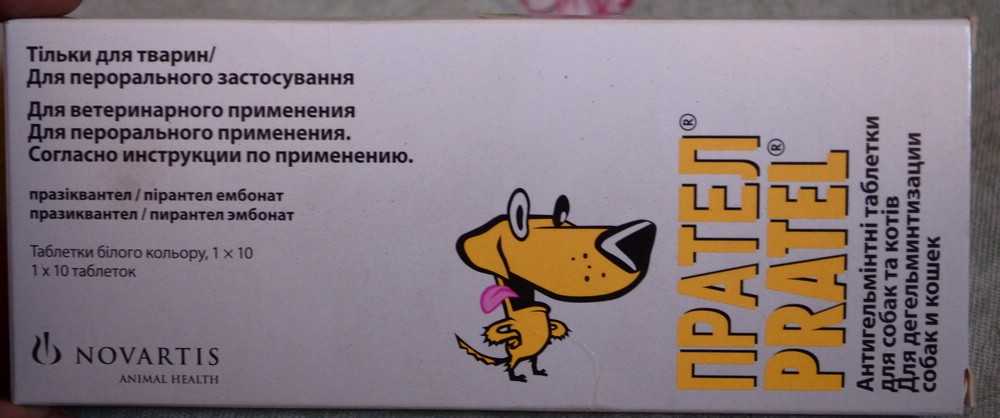 Тільки для тварин/
Для перорального застосування
Для ветеринарного применения
Для перорального применения.
Согласно инструкции по применению.
празіквантел / пірантел ембонат
празиквантел / пирантел эмбонат
Таблетки білого кольору, 1 × 10
1 x 10 таблеток
NOVARTIS
ANIMAL HEALTH
ПРАТЕЛ®
PRATEL®
Антигельмінтні таблетки
для собак та котів
Для дегельминтизации
собак и кошек